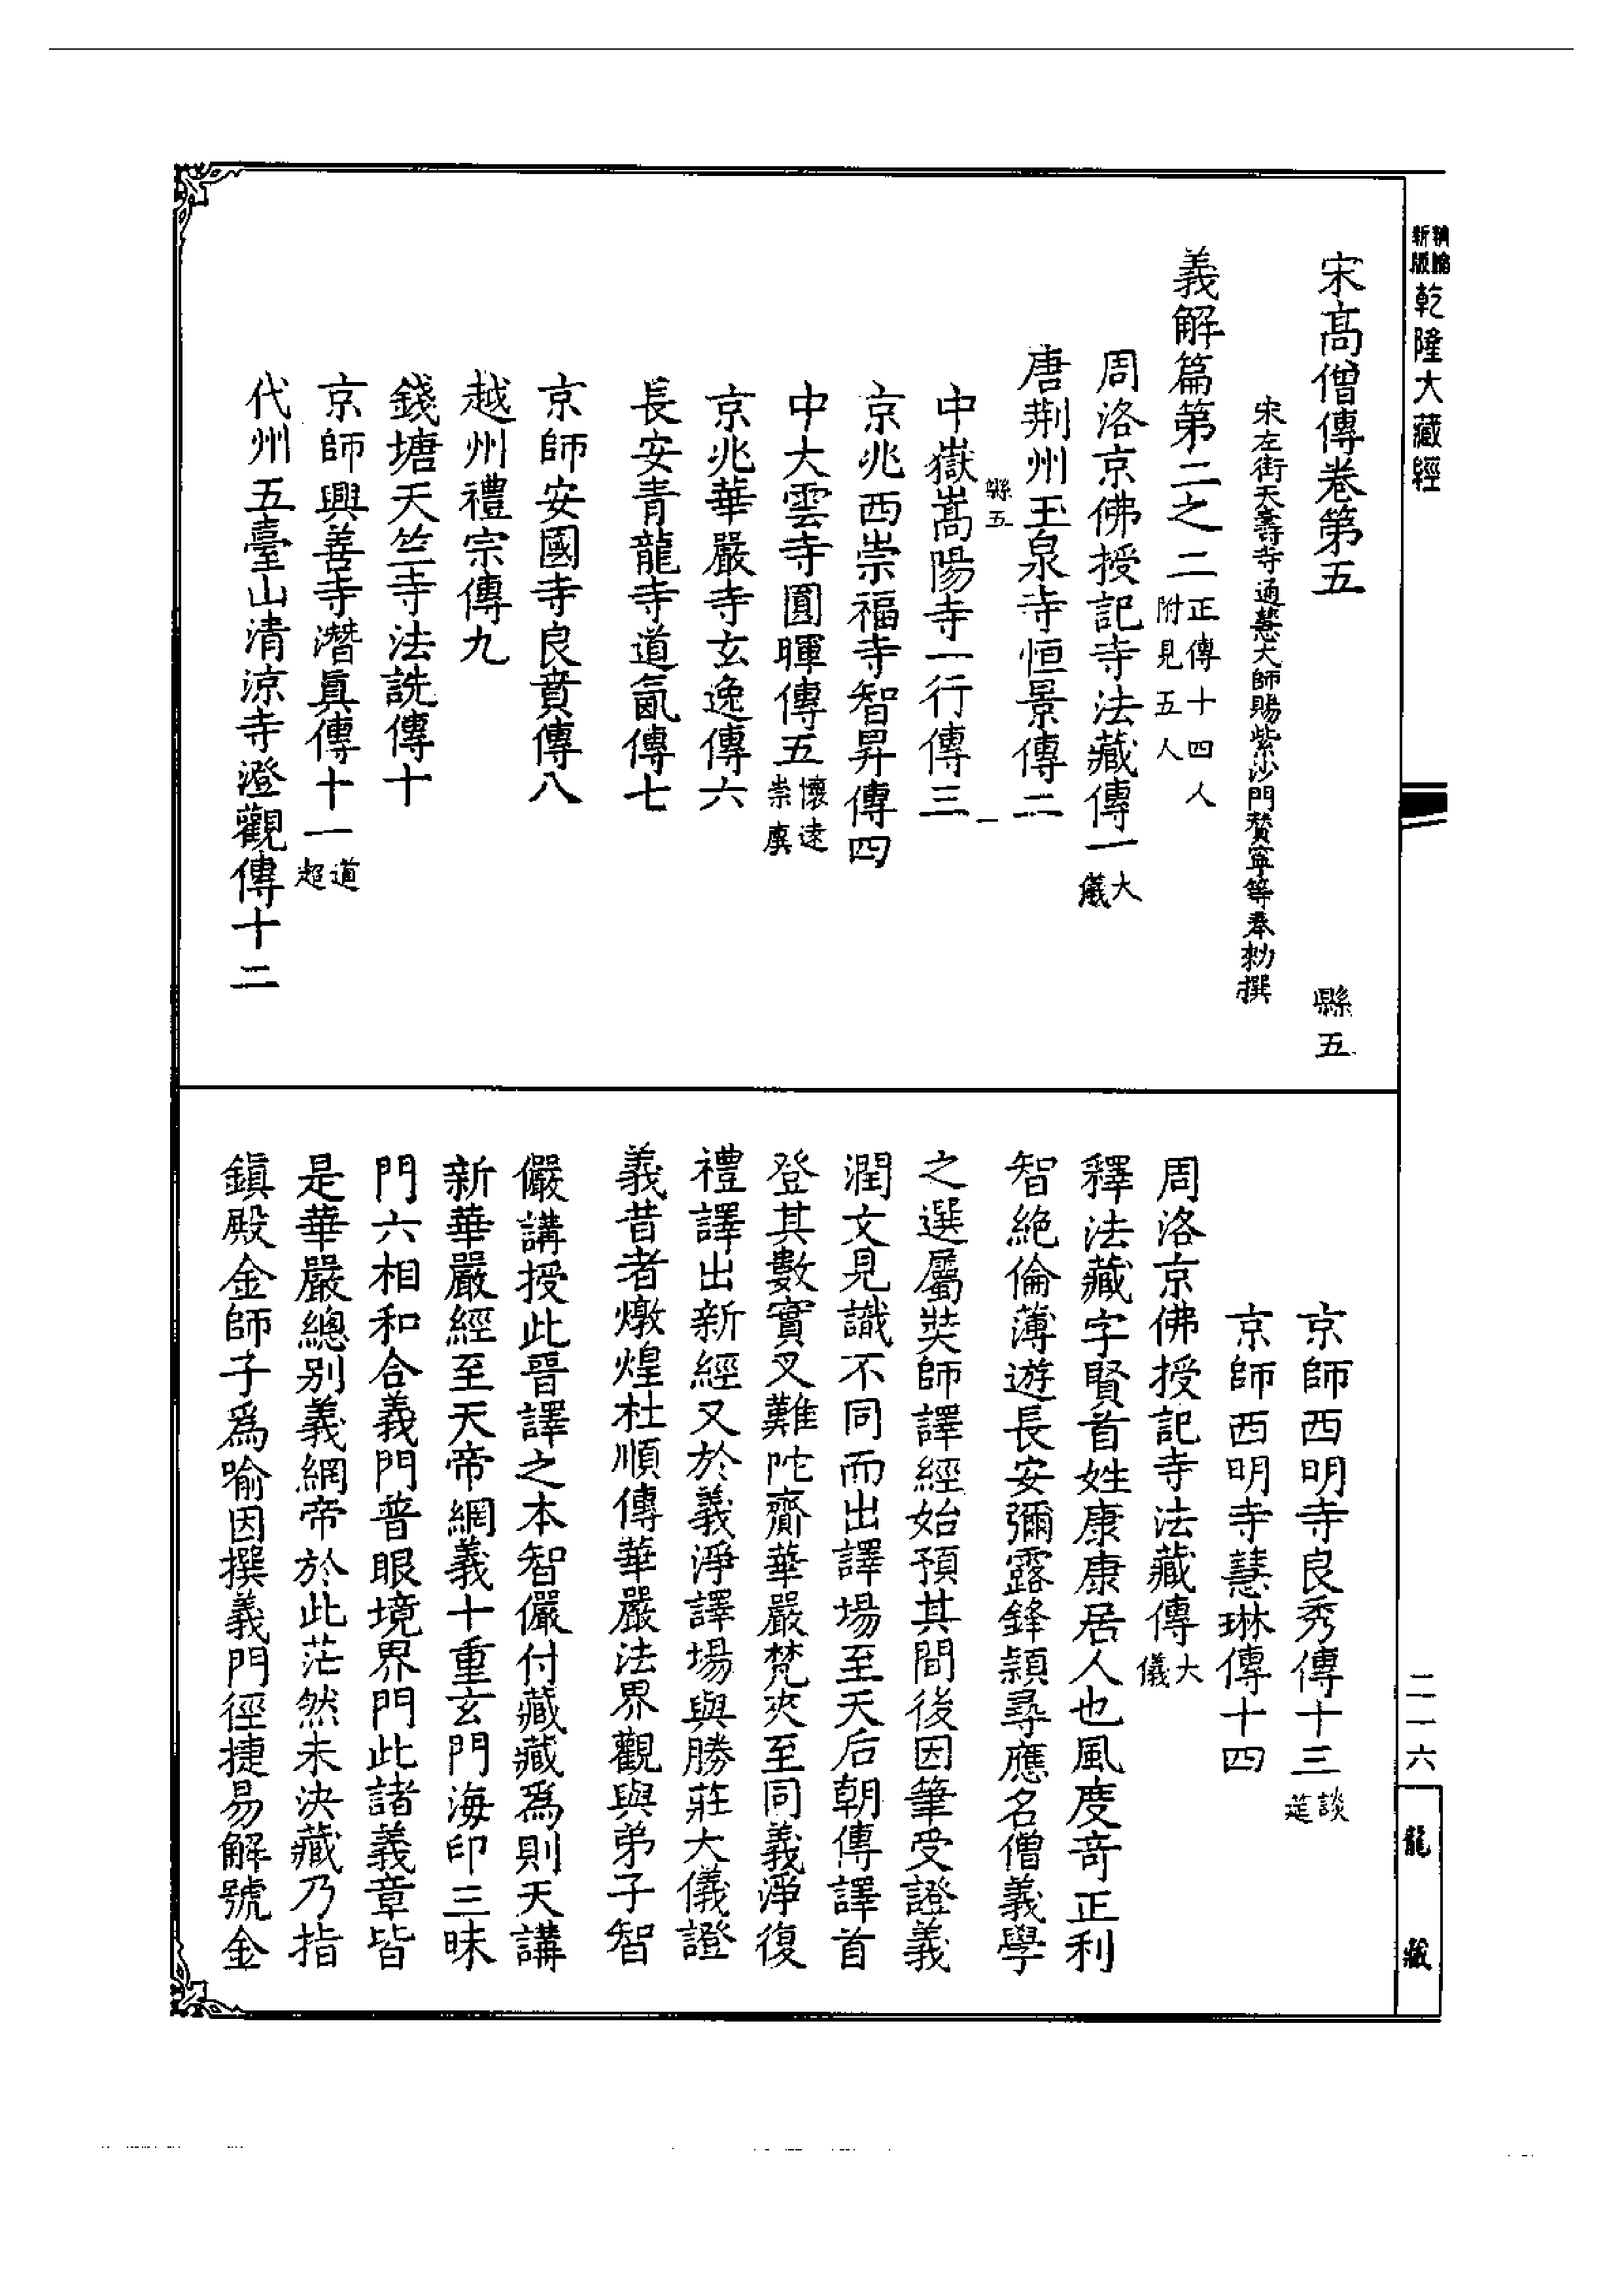 新版精縮乾隆大藏經
宋高僧傳卷第五 縣五
宋左街天壽寺通慧大師賜紫沙門贊寧等奉勑撰
義解篇第二之二正傳十四人附見五人
周洛京佛授記寺法藏傳一大儀
唐荆州玉泉寺恒景傳二
縣五 一
中嶽嵩陽寺一行傳三
京兆西崇福寺智昇傳四
中大雲寺圓暉傳五懷遠崇廙
京兆華嚴寺玄逸傳六
長安青龍寺道氤傳七
京師安國寺良賁傳八
越州禮宗傳九
錢塘天竺寺法詵傳十
京師興善寺潛眞傳十一道超
代州五臺山清涼寺澄觀傳十二
京師西明寺良秀傳十三談莚
京師西明寺慧琳傳十四
周洛京佛授記寺法藏傳大儀
釋法藏字賢首姓康康居人也風度竒正利
智絕倫薄遊長安彌露鋒穎尋應名僧義學
之選屬奘師譯經始預其間後因筆受證義
潤文見識不同而出譯場至天后朝傳譯首
登其數實叉難陀齎華嚴梵夾至同義淨復
禮譯出新經又於義淨譯場與勝莊大儀證
義昔者燉煌杜順傳華嚴法界觀與弟子智
儼講授此晉譯之本智儼付藏藏爲則天講
新華嚴經至天帝網義十重玄門海印三昧
門六相和合義門普眼境界門此諸義章皆
是華嚴總别義網帝於此茫然未決藏乃指
鎮殿金師子爲喻因撰義門徑捷易解號金
二一六
龍藏